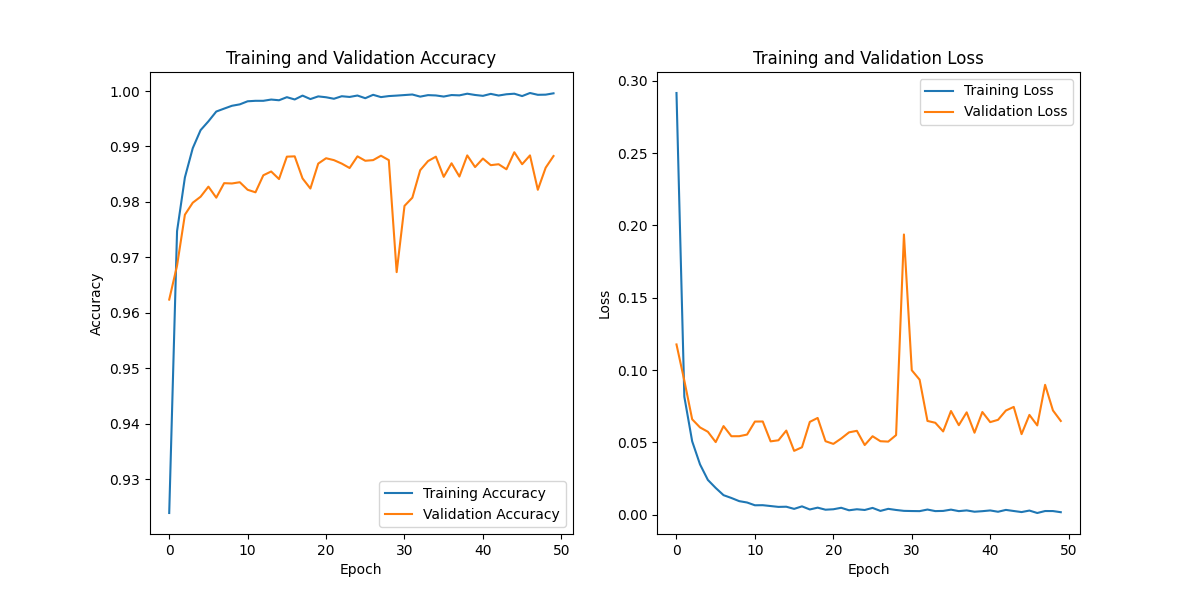 Training and Validation Accuracy
1.00
0.99
0.98
0.97
0.96
0.95
0.94
0.93
Accuracy
Training Accuracy
Validation Accuracy
0 10 20 30 40 50
Epoch
Training and Validation Loss
0.30
0.25
0.20
0.15
0.10
0.05
0.00
Loss
Training Loss
Validation Loss
0 10 20 30 40 50
Epoch